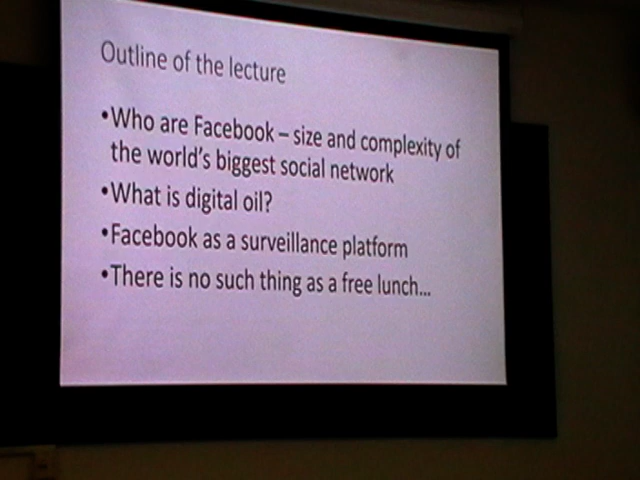 Outline of the lecture
•Who are Facebook – size and complexity of
the world's biggest social network
•What is digital oil?
•Facebook as a surveillance platform
•There is no such thing as a free lunch...